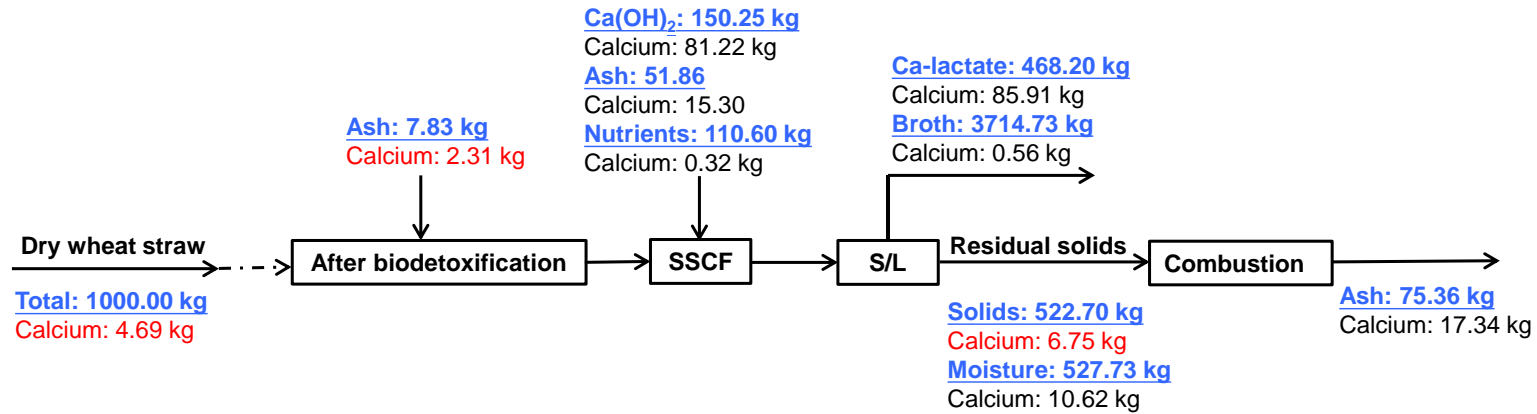 Ca(OH)₂: 150.25 kg
Calcium: 81.22 kg
Ash: 51.86
Calcium: 15.30
Nutrients: 110.60 kg
Calcium: 0.32 kg
Ca-lactate: 468.20 kg
Calcium: 85.91 kg
Broth: 3714.73 kg
Calcium: 0.56 kg
Ash: 7.83 kg
Calcium: 2.31 kg
Dry wheat straw
After biodetoxification
SSCF
S/L
Residual solids
Combustion
Total: 1000.00 kg
Calcium: 4.69 kg
Solids: 522.70 kg
Calcium: 6.75 kg
Moisture: 527.73 kg
Calcium: 10.62 kg
Ash: 75.36 kg
Calcium: 17.34 kg